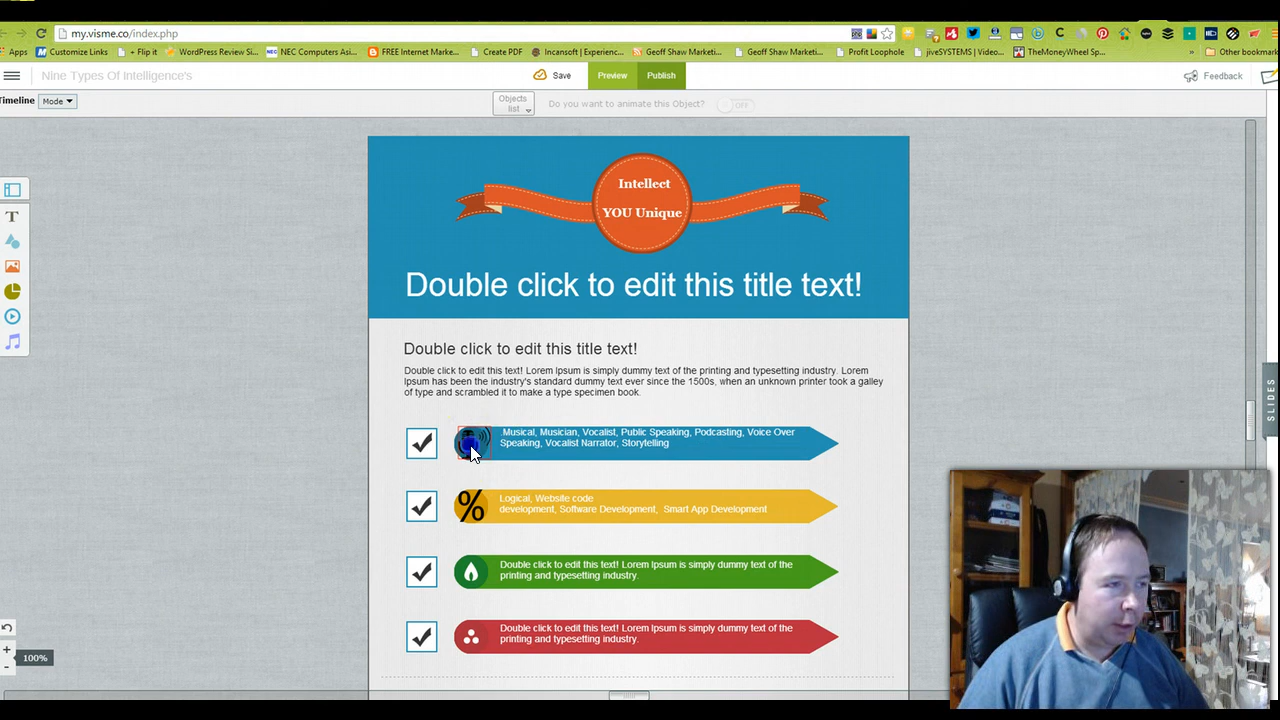 my.visme.co/index.php
Apps Customize Links + Flip it WordPress Review Si... NEC Computers Asi... FREE Internet Marke... Create PDF Incansoft | Experienc... Geoff Shaw Marketi... Geoff Shaw Marketi... Profit Loophole jiveSYSTEMS | Video... TheMoneyWheel Sp... Other bookmark
Nine Types Of Intelligence's Save Preview Publish Feedback
Timeline Mode Objects list Do you want to animate this Object? OFF
Intellect
YOU Unique
Double click to edit this title text!
Double click to edit this title text!
Double click to edit this text! Lorem Ipsum is simply dummy text of the printing and typesetting industry. Lorem
Ipsum has been the industry's standard dummy text ever since the 1500s, when an unknown printer took a galley
of type and scrambled it to make a type specimen book.
.Musical, Musician, Vocalist, Public Speaking, Podcasting, Voice Over
Speaking, Vocalist Narrator, Storytelling
% Logical, Website code
development, Software Development, Smart App Development
Double click to edit this text! Lorem Ipsum is simply dummy text of the
printing and typesetting industry.
Double click to edit this text! Lorem Ipsum is simply dummy text of the
printing and typesetting industry.
SLIDES
100%